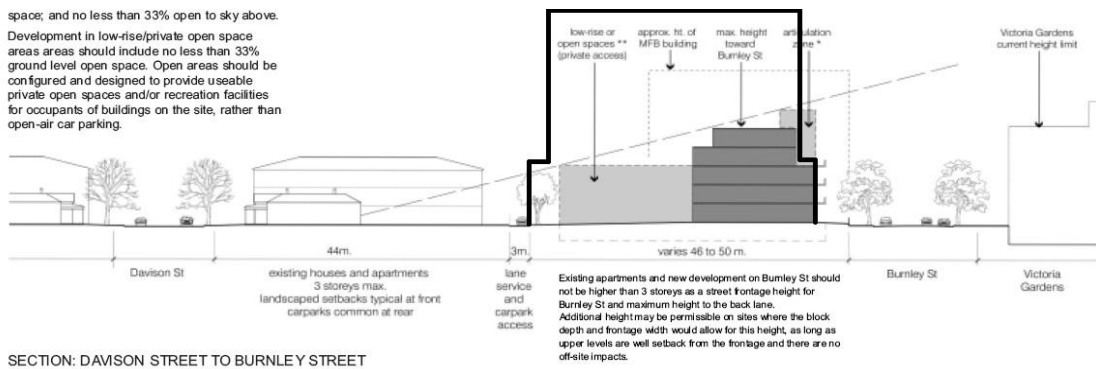 space; and no less than 33% open to sky above.
Development in low-rise/private open space
areas areas should include no less than 33%
ground level open space. Open areas should be
configured and designed to provide useable
private open spaces and/or recreation facilities
for occupants of buildings on the site, rather than
open-air car parking.
low-rise or
open spaces **
(private access)
approx. ht. of
MFB building
max. height
toward
Burnley St
articulation
zone *
Victoria Gardens
current height limit
44m.
3m.
varies 46 to 50 m.
Davison St
existing houses and apartments
3 storeys max.
landscaped setbacks typical at front
carparks common at rear
lane
service
and
carpark
access
Existing apartments and new development on Burnley St should
not be higher than 3 storeys as a street frontage height for
Burnley St and maximum height to the back lane.
Additional height may be permissible on sites where the block
depth and frontage width would allow for this height, as long as
upper levels are well setback from the frontage and there are no
off-site impacts.
Burnley St
Victoria
Gardens
SECTION: DAVISON STREET TO BURNLEY STREET